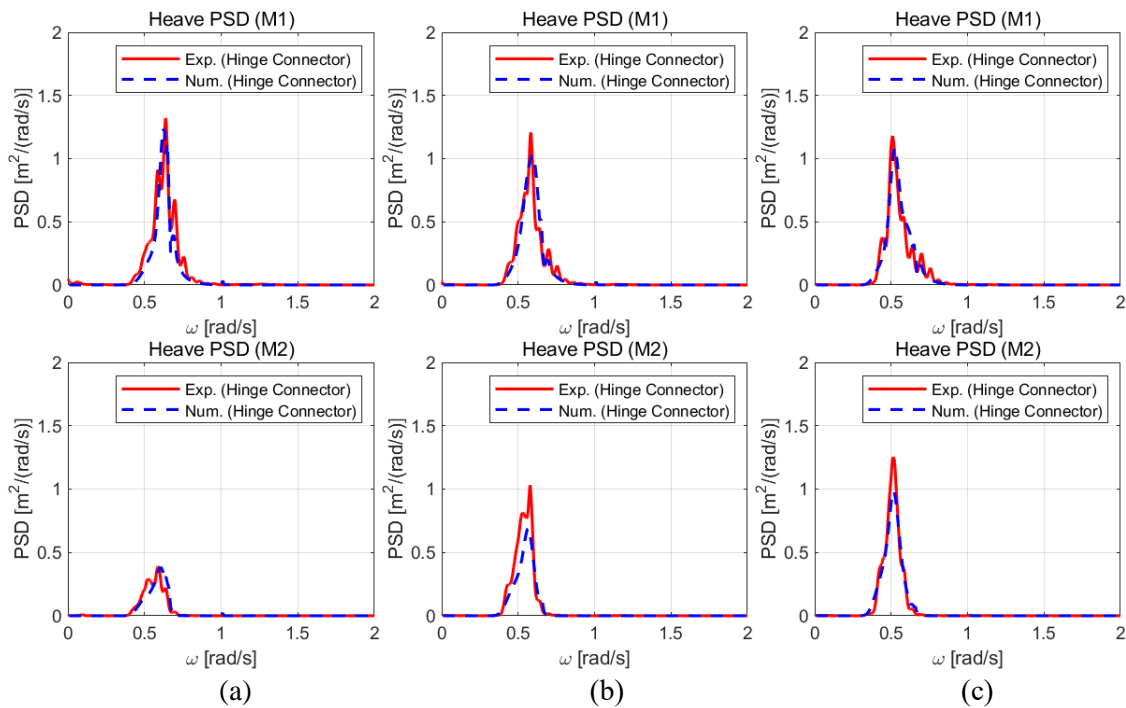 Heave PSD (M1)
2
1.5
1
0.5
0
PSD [m²/(rad/s)]
Exp. (Hinge Connector)
Num. (Hinge Connector)
0 0.5 1 1.5 2
ω [rad/s]
Heave PSD (M1)
2
1.5
1
0.5
0
PSD [m²/(rad/s)]
Exp. (Hinge Connector)
Num. (Hinge Connector)
0 0.5 1 1.5 2
ω [rad/s]
Heave PSD (M1)
2
1.5
1
0.5
0
PSD [m²/(rad/s)]
Exp. (Hinge Connector)
Num. (Hinge Connector)
0 0.5 1 1.5 2
ω [rad/s]
Heave PSD (M2)
2
1.5
1
0.5
0
PSD [m²/(rad/s)]
Exp. (Hinge Connector)
Num. (Hinge Connector)
0 0.5 1 1.5 2
ω [rad/s]
Heave PSD (M2)
2
1.5
1
0.5
0
PSD [m²/(rad/s)]
Exp. (Hinge Connector)
Num. (Hinge Connector)
0 0.5 1 1.5 2
ω [rad/s]
Heave PSD (M2)
2
1.5
1
0.5
0
PSD [m²/(rad/s)]
Exp. (Hinge Connector)
Num. (Hinge Connector)
0 0.5 1 1.5 2
ω [rad/s]
(a) (b) (c)